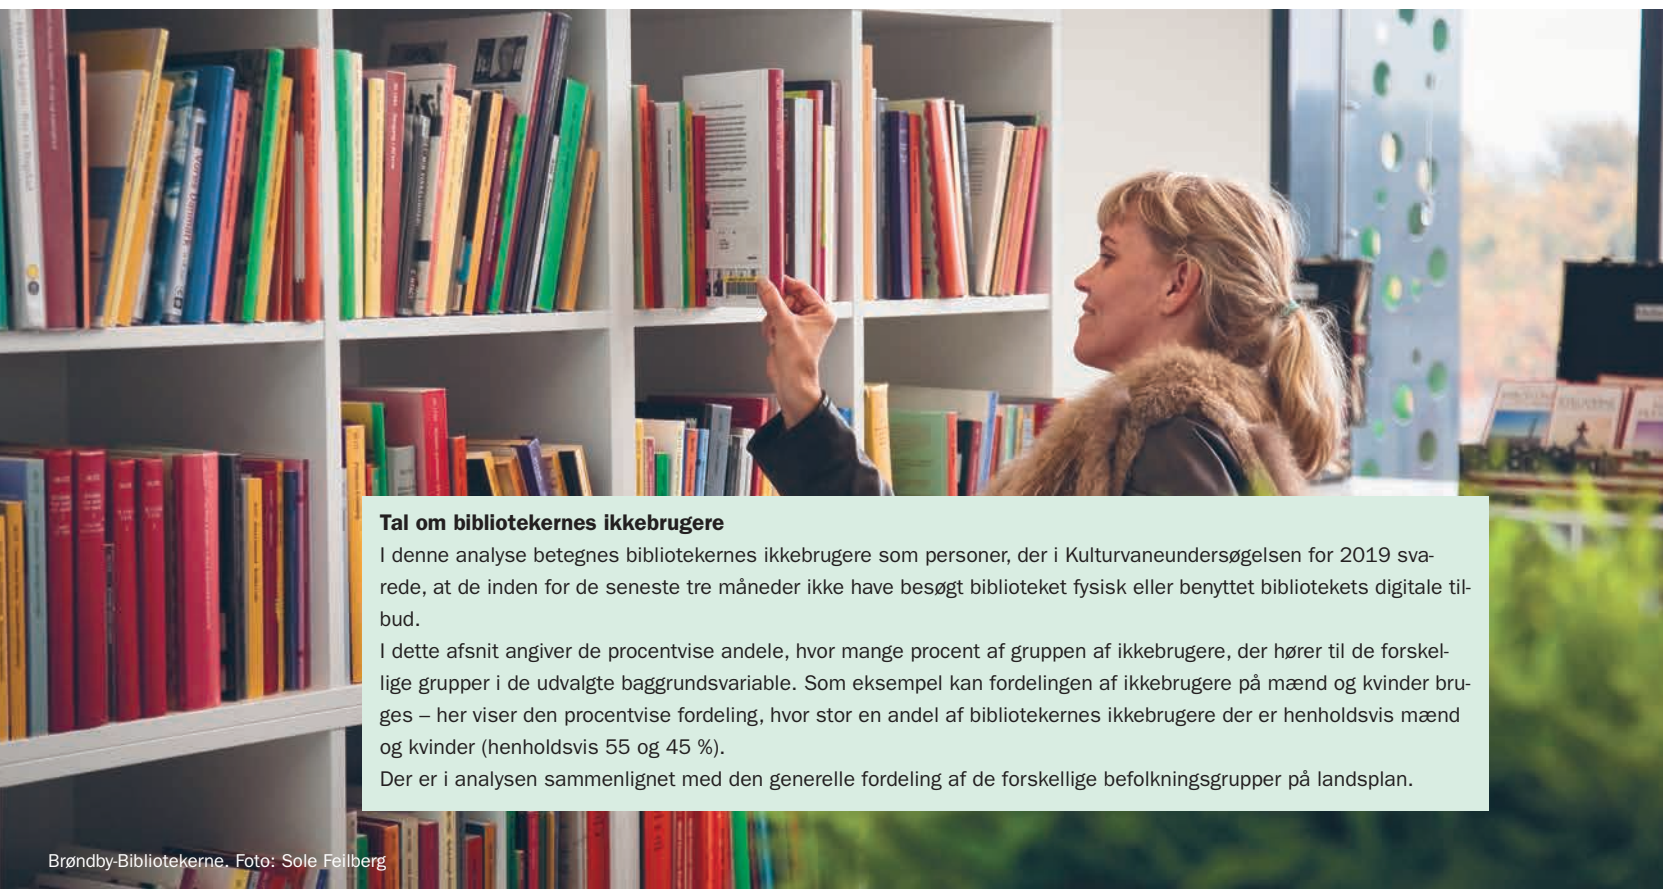 Tal om bibliotekernes ikkebrugere
I denne analyse betegnes bibliotekernes ikkebrugere som personer, der i Kulturvaneundersøgelsen for 2019 sva-
rede, at de inden for de seneste tre måneder ikke have besøgt biblioteket fysisk eller benyttet bibliotekets digitale til-
bud.
I dette afsnit angiver de procentvise andele, hvor mange procent af gruppen af ikkebrugere, der hører til de forskel-
lige grupper i de udvalgte baggrundsvariable. Som eksempel kan fordelingen af ikkebrugere på mænd og kvinder bru-
ges – her viser den procentvise fordeling, hvor stor en andel af bibliotekernes ikkebrugere der er henholdsvis mænd
og kvinder (henholdsvis 55 og 45 %).
Der er i analysen sammenlignet med den generelle fordeling af de forskellige befolkningsgrupper på landsplan.
Brøndby-Bibliotekerne. Foto: Sole Feilberg